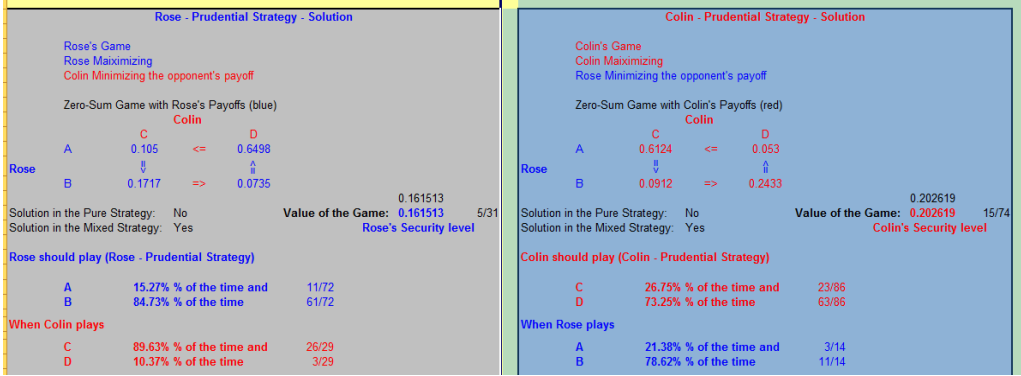 Rose - Prudential Strategy - Solution
Rose's Game
Rose Maiximizing
Colin Minimizing the opponent's payoff
Zero-Sum Game with Rose's Payoffs (blue)
Colin
C D
A 0.105 <= 0.6498
=> <=
Rose
B 0.1717 => 0.0735
0.161513
Solution in the Pure Strategy: No Value of the Game: 0.161513 5/31
Solution in the Mixed Strategy: Yes Rose's Security level
Rose should play (Rose - Prudential Strategy)
A 15.27% % of the time and 11/72
B 84.73% % of the time 61/72
When Colin plays
C 89.63% % of the time and 26/29
D 10.37% % of the time 3/29
Colin - Prudential Strategy - Solution
Colin's Game
Colin Maiximizing
Rose Minimizing the opponent's payoff
Zero-Sum Game with Colin's Payoffs (red)
Colin
C D
A 0.6124 <= 0.053
=> <=
Rose
B 0.0912 => 0.2433
0.202619
Solution in the Pure Strategy: No Value of the Game: 0.202619 15/74
Solution in the Mixed Strategy: Yes Colin's Security level
Colin should play (Colin - Prudential Strategy)
C 26.75% % of the time and 23/86
D 73.25% % of the time 63/86
When Rose plays
A 21.38% % of the time and 3/14
B 78.62% % of the time 11/14